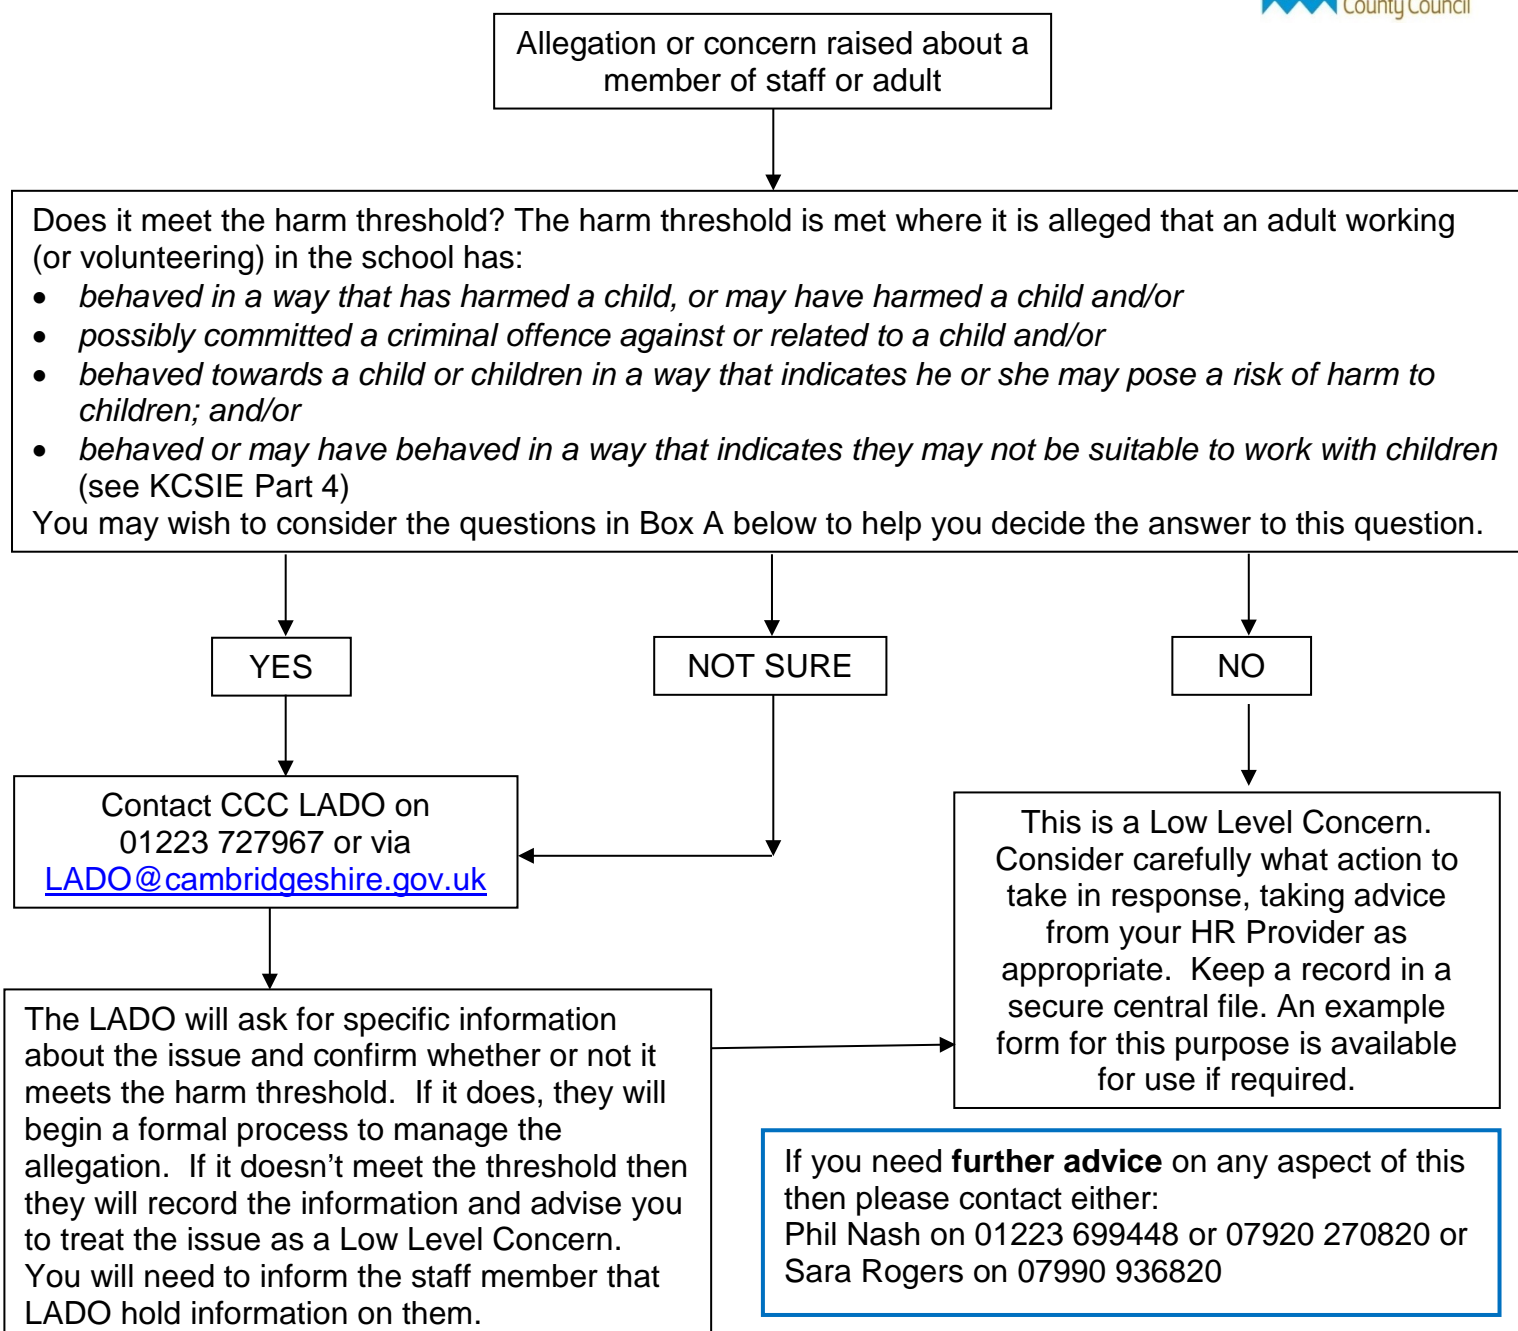 County Council
Allegation or concern raised about a
member of staff or adult
Does it meet the harm threshold? The harm threshold is met where it is alleged that an adult working
(or volunteering) in the school has:
• behaved in a way that has harmed a child, or may have harmed a child and/or
• possibly committed a criminal offence against or related to a child and/or
• behaved towards a child or children in a way that indicates he or she may pose a risk of harm to
children; and/or
• behaved or may have behaved in a way that indicates they may not be suitable to work with children
(see KCSIE Part 4)
You may wish to consider the questions in Box A below to help you decide the answer to this question.
YES
NOT SURE
NO
Contact CCC LADO on
01223 727967 or via
LADO@cambridgeshire.gov.uk
This is a Low Level Concern.
Consider carefully what action to
take in response, taking advice
from your HR Provider as
appropriate.  Keep a record in a
secure central file. An example
form for this purpose is available
for use if required.
The LADO will ask for specific information
about the issue and confirm whether or not it
meets the harm threshold.  If it does, they will
begin a formal process to manage the
allegation.  If it doesn’t meet the threshold then
they will record the information and advise you
to treat the issue as a Low Level Concern.
You will need to inform the staff member that
LADO hold information on them.
If you need further advice on any aspect of this
then please contact either:
Phil Nash on 01223 699448 or 07920 270820 or
Sara Rogers on 07990 936820